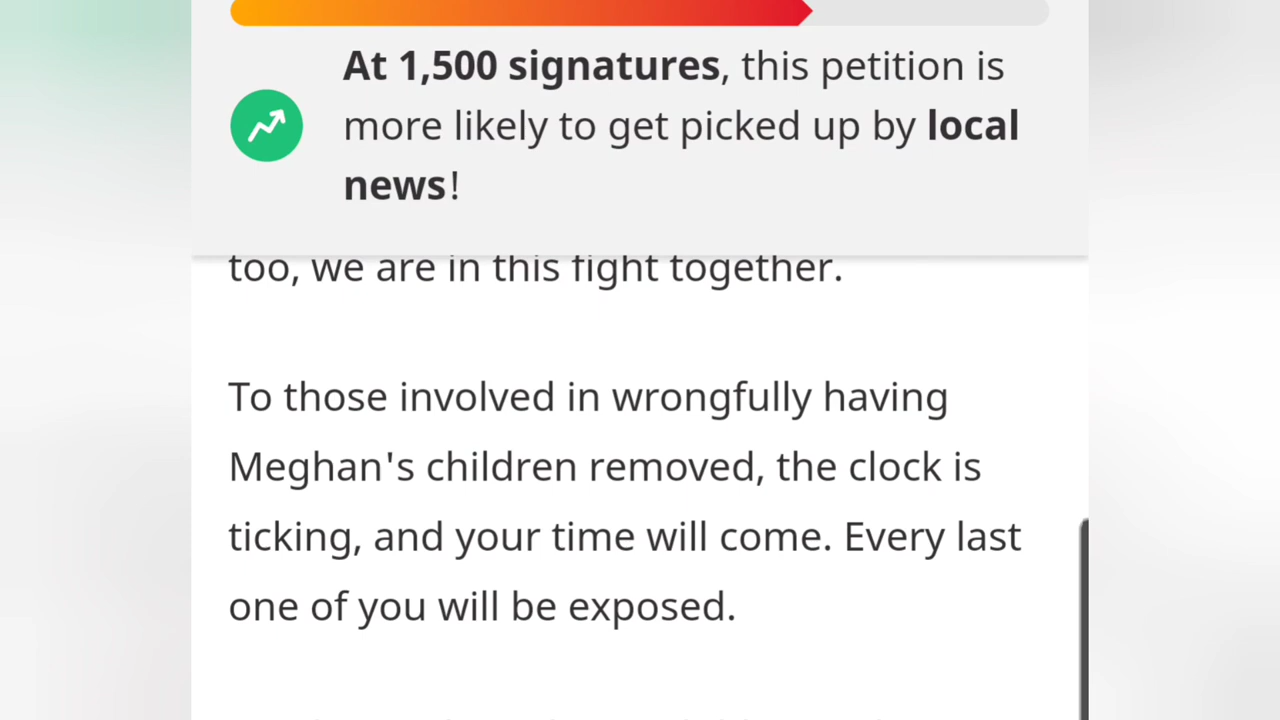 At 1,500 signatures, this petition is
more likely to get picked up by local
news!
too, we are in this fight together.
To those involved in wrongfully having
Meghan's children removed, the clock is
ticking, and your time will come. Every last
one of you will be exposed.